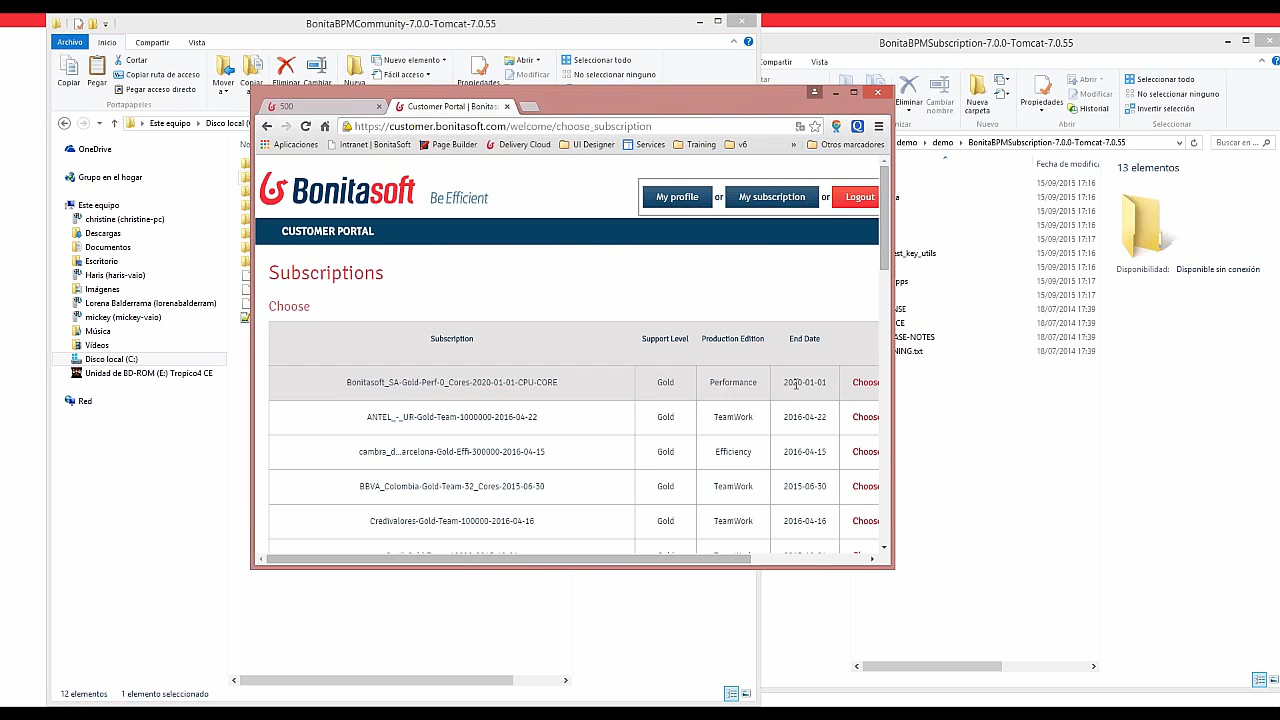 BonitaBPMCommunity-7.0.0-Tomcat-7.0.55
Archivo Inicio Compartir Vista
Copiar Pegar
Cortar
Copiar ruta de acceso
Pegar acceso directo
Portapapeles
Mover a
Eliminar Cambiar
Nuevo elemento
Fácil acceso
Propiedades
Abrir
Modificar
Seleccionar todo
No seleccionar ninguno
Este equipo Disco local (
OneDrive
Grupo en el hogar
Este equipo
christine (christine-pc)
Descargas
Documentos
Escritorio
Haris (haris-vaio)
Imágenes
Lorena Balderrama (lorenabalderram)
mickey (mickey-vaio)
Música
Vídeos
Disco local (C:)
Unidad de BD-ROM (E:) Tropico4 CE
Red
12 elementos 1 elemento seleccionado
500
Customer Portal | Bonitas
https://customer.bonitasoft.com/welcome/choose_subscription
Aplicaciones Intranet | BonitaSoft Page Builder Delivery Cloud UI Designer Services Training v6 » Otros marcadores
Bonitasoft Be Efficient
My profile or My subscription or Logout
CUSTOMER PORTAL
Subscriptions
Choose
Subscription Support Level Production Edition End Date
Bonitasoft_SA-Gold-Perf-0_Cores-2020-01-01-CPU-CORE Gold Performance 2020-01-01 Choose
ANTEL_-_UR-Gold-Team-1000000-2016-04-22 Gold TeamWork 2016-04-22 Choose
cambra_d...arcelona-Gold-Effi-300000-2016-04-15 Gold Efficiency 2016-04-15 Choose
BBVA_Colombia-Gold-Team-32_Cores-2015-06-30 Gold TeamWork 2015-06-30 Choose
Credivalores-Gold-Team-100000-2016-04-16 Gold TeamWork 2016-04-16 Choose
BonitaBPMSubscription-7.0.0-Tomcat-7.0.55
mpartir Vista
Eliminar Cambiar nombre
Nueva carpeta
Propiedades
Abrir
Modificar
Historial
Seleccionar todo
No seleccionar ninguno
Invertir selección
nizar Nuevo Abrir Seleccionar
demo demo BonitaBPMSubscription-7.0.0-Tomcat-7.0.55
Buscar en ...
Fecha de modific
15/09/2015 17:16
15/09/2015 17:16
15/09/2015 17:16
15/09/2015 17:16
15/09/2015 17:17
est_key_utils 15/09/2015 17:16
15/09/2015 17:16
pps 15/09/2015 17:17
NSE 18/07/2014 17:39
CE 18/07/2014 17:39
ASE-NOTES 18/07/2014 17:39
NING.txt 18/07/2014 17:39
13 elementos
Disponibilidad: Disponible sin conexión